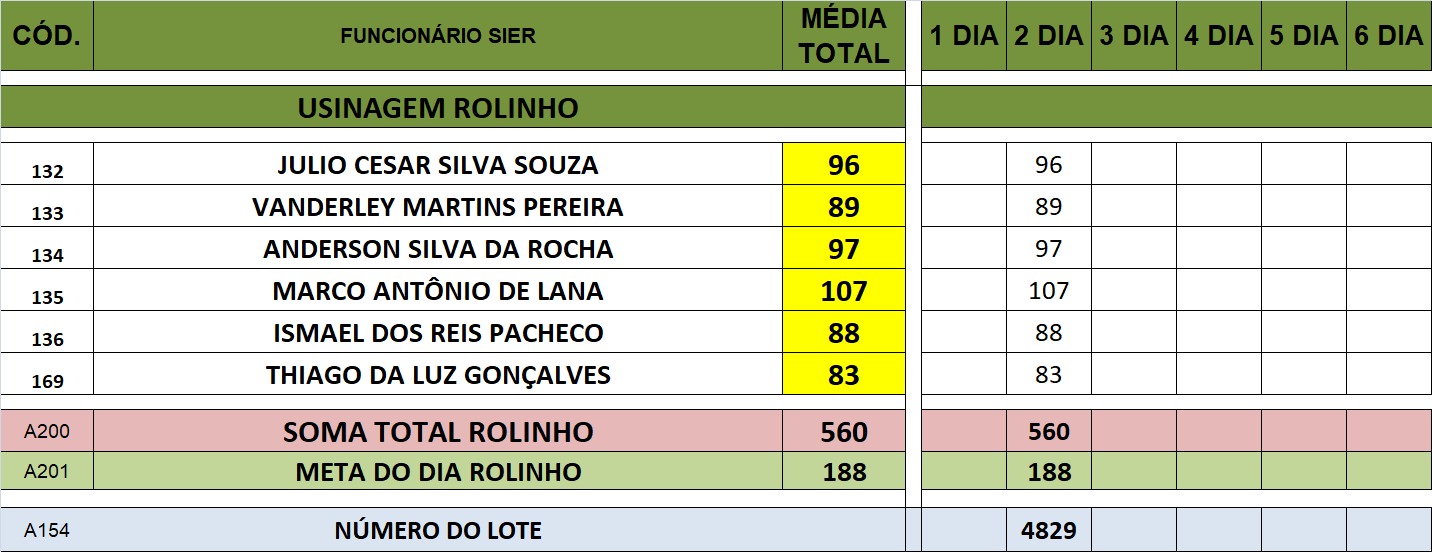 CÓD. FUNCIONÁRIO SIER MÉDIA TOTAL 1 DIA 2 DIA 3 DIA 4 DIA 5 DIA 6 DIA
USINAGEM ROLINHO
132 JULIO CESAR SILVA SOUZA 96 96
133 VANDERLEY MARTINS PEREIRA 89 89
134 ANDERSON SILVA DA ROCHA 97 97
135 MARCO ANTÔNIO DE LANA 107 107
136 ISMAEL DOS REIS PACHECO 88 88
169 THIAGO DA LUZ GONÇALVES 83 83
A200 SOMA TOTAL ROLINHO 560 560
A201 META DO DIA ROLINHO 188 188
A154 NÚMERO DO LOTE 4829